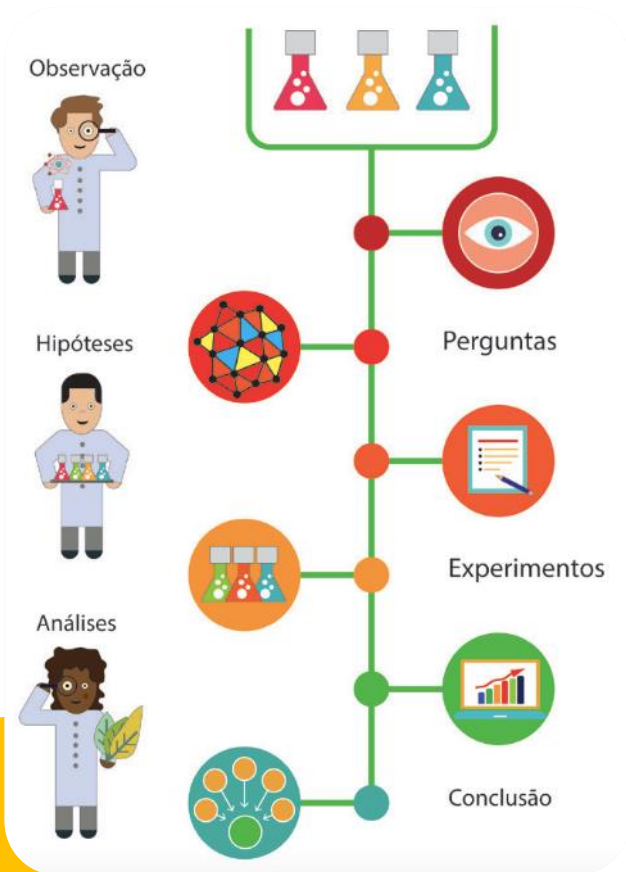 Observação
Perguntas
Hipóteses
Experimentos
Análises
Conclusão